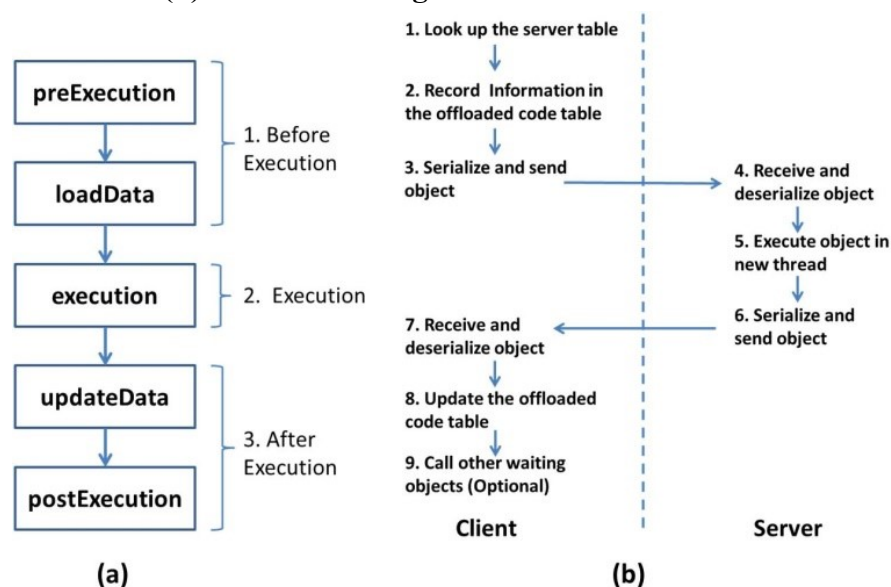 preExecution
loadData
execution
updateData
postExecution
1. Before
Execution
2. Execution
3. After
Execution
(a)
1. Look up the server table
2. Record Information in
the offloaded code table
3. Serialize and send
object
4. Receive and
deserialize object
5. Execute object in
new thread
6. Serialize and
send object
7. Receive and
deserialize object
8. Update the offloaded
code table
9. Call other waiting
objects (Optional)
Client
Server
(b)